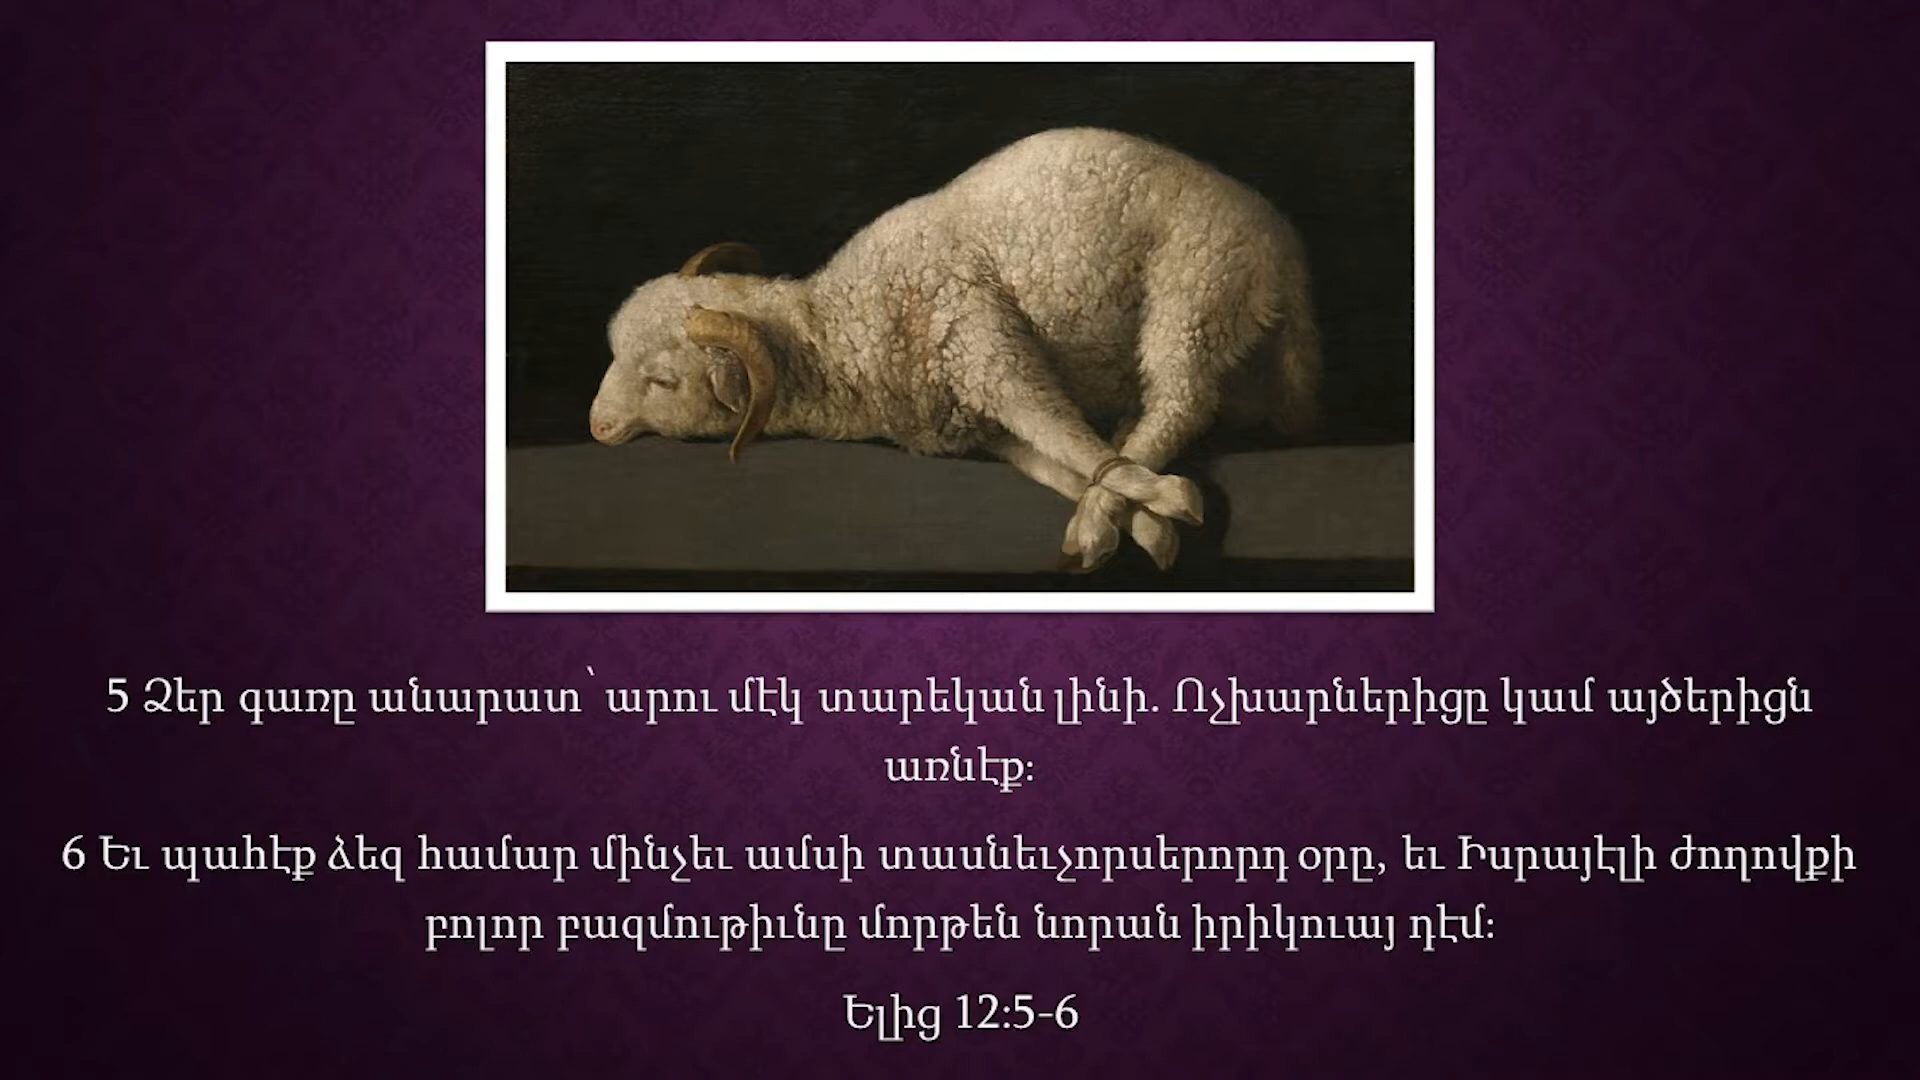 5 Ձեր գառը անարատ՝ արու մէկ տարեկան լինի. Ոչխարներիցը կամ այծերիցն
առնէք։
6 Եւ պահէք ձեզ համար մինչեւ ամսի տասնեւչորսերորդ օրը, եւ Իսրայէլի ժողովքի
բոլոր բազմութիւնը մորթեն նորան իրիկուայ դէմ։
Ելից 12:5-6